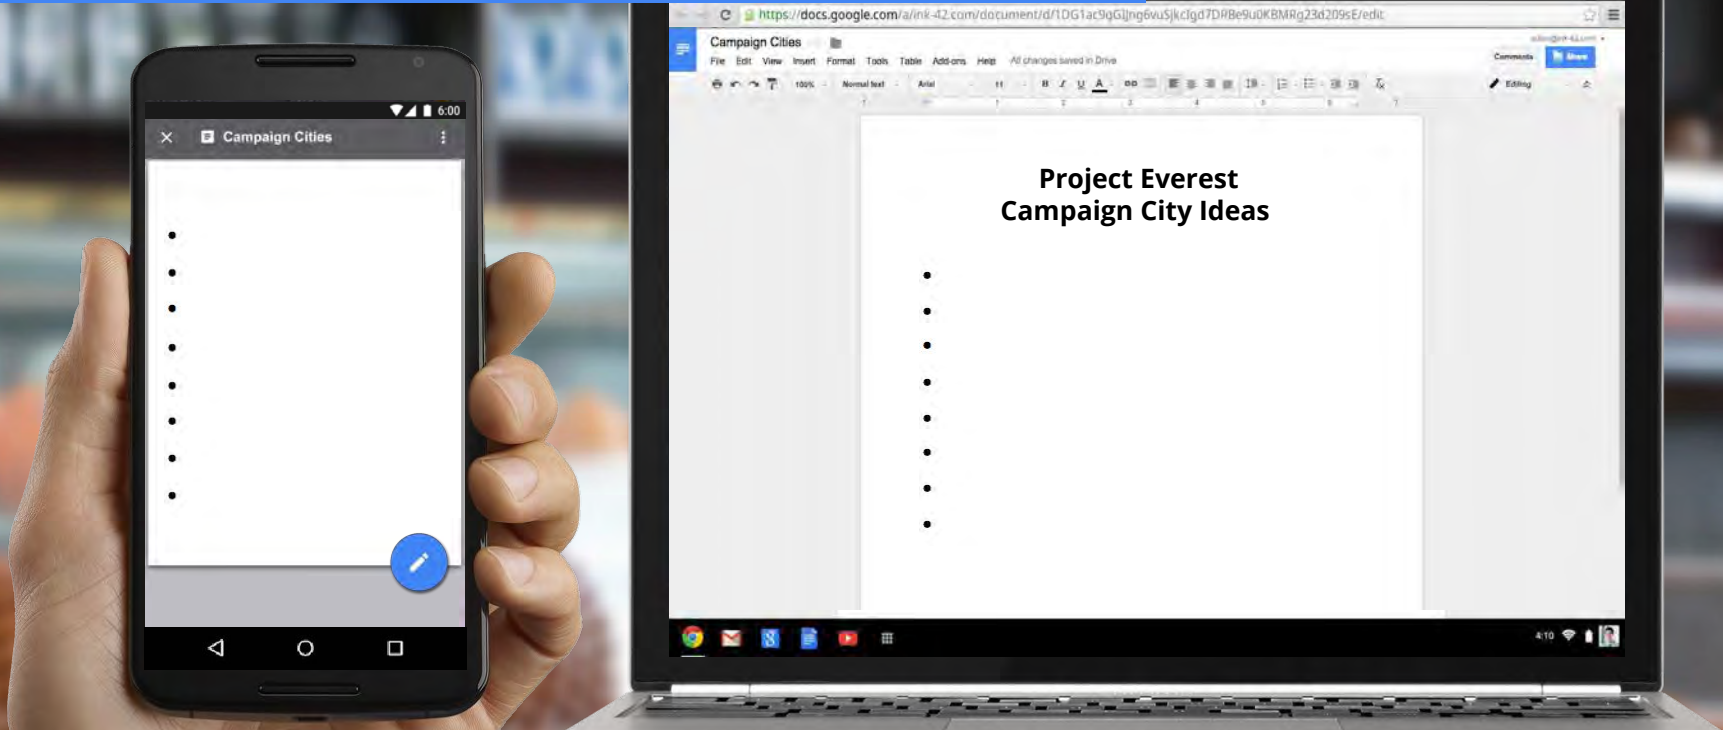 6:00
Campaign Cities
https://docs.google.com/a/ink-42.com/document/d/1DG1ac9gGIJng6vuSjkcIgd7DRBe9u0KBMRg23d209sE/edit
Campaign Cities
File Edit View Insert Format Tools Table Add-ons Help All changes saved in Drive
Comments Share
100% Normal text Arial 11 B I U A Editing
Project Everest
Campaign City Ideas
4:10